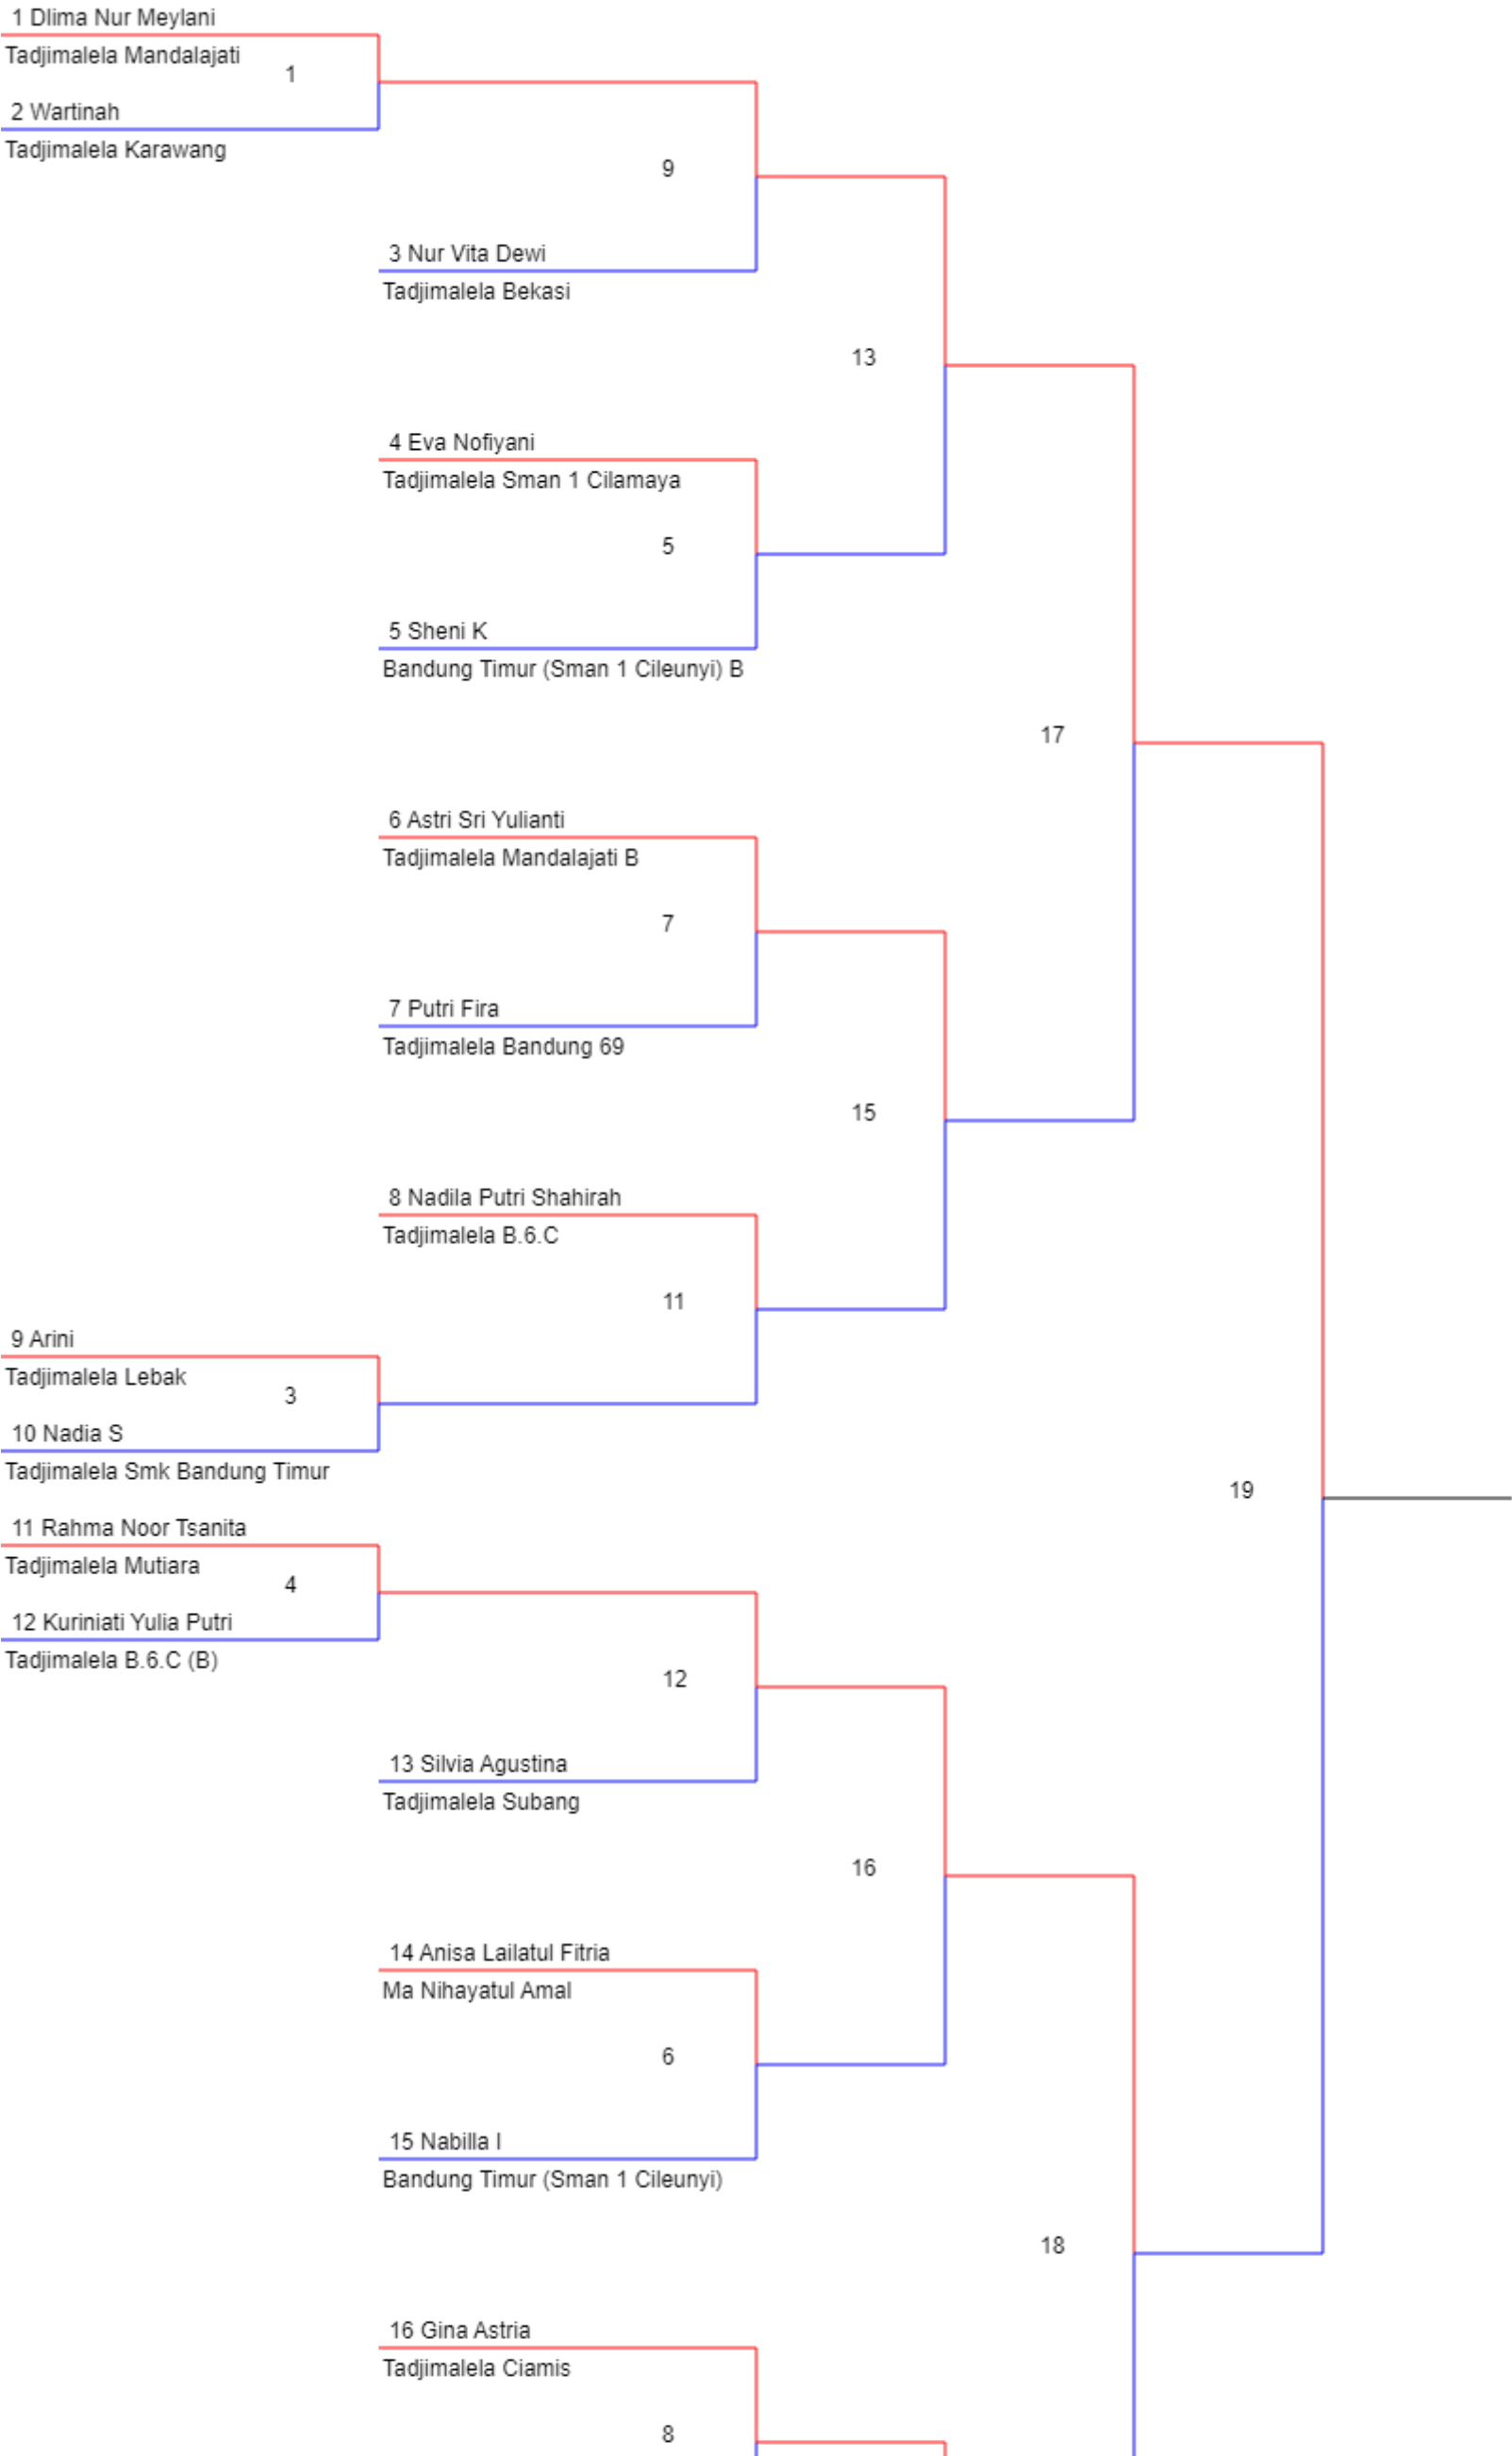 1 Dlima Nur Meylani
Tadjimalela Mandalajati
1
2 Wartinah
Tadjimalela Karawang
9
3 Nur Vita Dewi
Tadjimalela Bekasi
13
4 Eva Nofiyani
Tadjimalela Sman 1 Cilamaya
5
5 Sheni K
Bandung Timur (Sman 1 Cileunyi) B
17
6 Astri Sri Yulianti
Tadjimalela Mandalajati B
7
7 Putri Fira
Tadjimalela Bandung 69
15
8 Nadila Putri Shahirah
Tadjimalela B.6.C
11
9 Arini
Tadjimalela Lebak
3
10 Nadia S
Tadjimalela Smk Bandung Timur
19
11 Rahma Noor Tsanita
Tadjimalela Mutiara
4
12 Kuriniati Yulia Putri
Tadjimalela B.6.C (B)
12
13 Silvia Agustina
Tadjimalela Subang
16
14 Anisa Lailatul Fitria
Ma Nihayatul Amal
6
15 Nabilla I
Bandung Timur (Sman 1 Cileunyi)
18
16 Gina Astria
Tadjimalela Ciamis
8